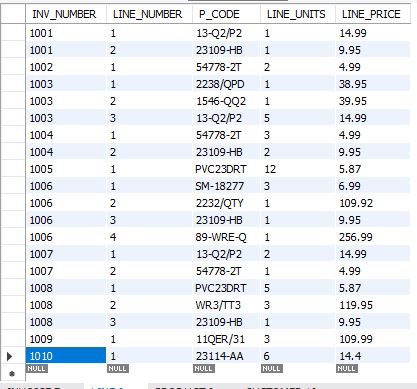 INV_NUMBER LINE_NUMBER P_CODE LINE_UNITS LINE_PRICE
1001 1 13-Q2/P2 1 14.99
1001 2 23109-HB 1 9.95
1002 1 54778-2T 2 4.99
1003 1 2238/QPD 1 38.95
1003 2 1546-QQ2 1 39.95
1003 3 13-Q2/P2 5 14.99
1004 1 54778-2T 3 4.99
1004 2 23109-HB 2 9.95
1005 1 PVC23DRT 12 5.87
1006 1 SM-18277 3 6.99
1006 2 2232/QTY 1 109.92
1006 3 23109-HB 1 9.95
1006 4 89-WRE-Q 1 256.99
1007 1 13-Q2/P2 2 14.99
1007 2 54778-2T 1 4.99
1008 1 PVC23DRT 5 5.87
1008 2 WR3/TT3 3 119.95
1008 3 23109-HB 1 9.95
1009 1 11QER/31 3 109.99
1010 1 23114-AA 6 14.4
NULL NULL NULL NULL NULL